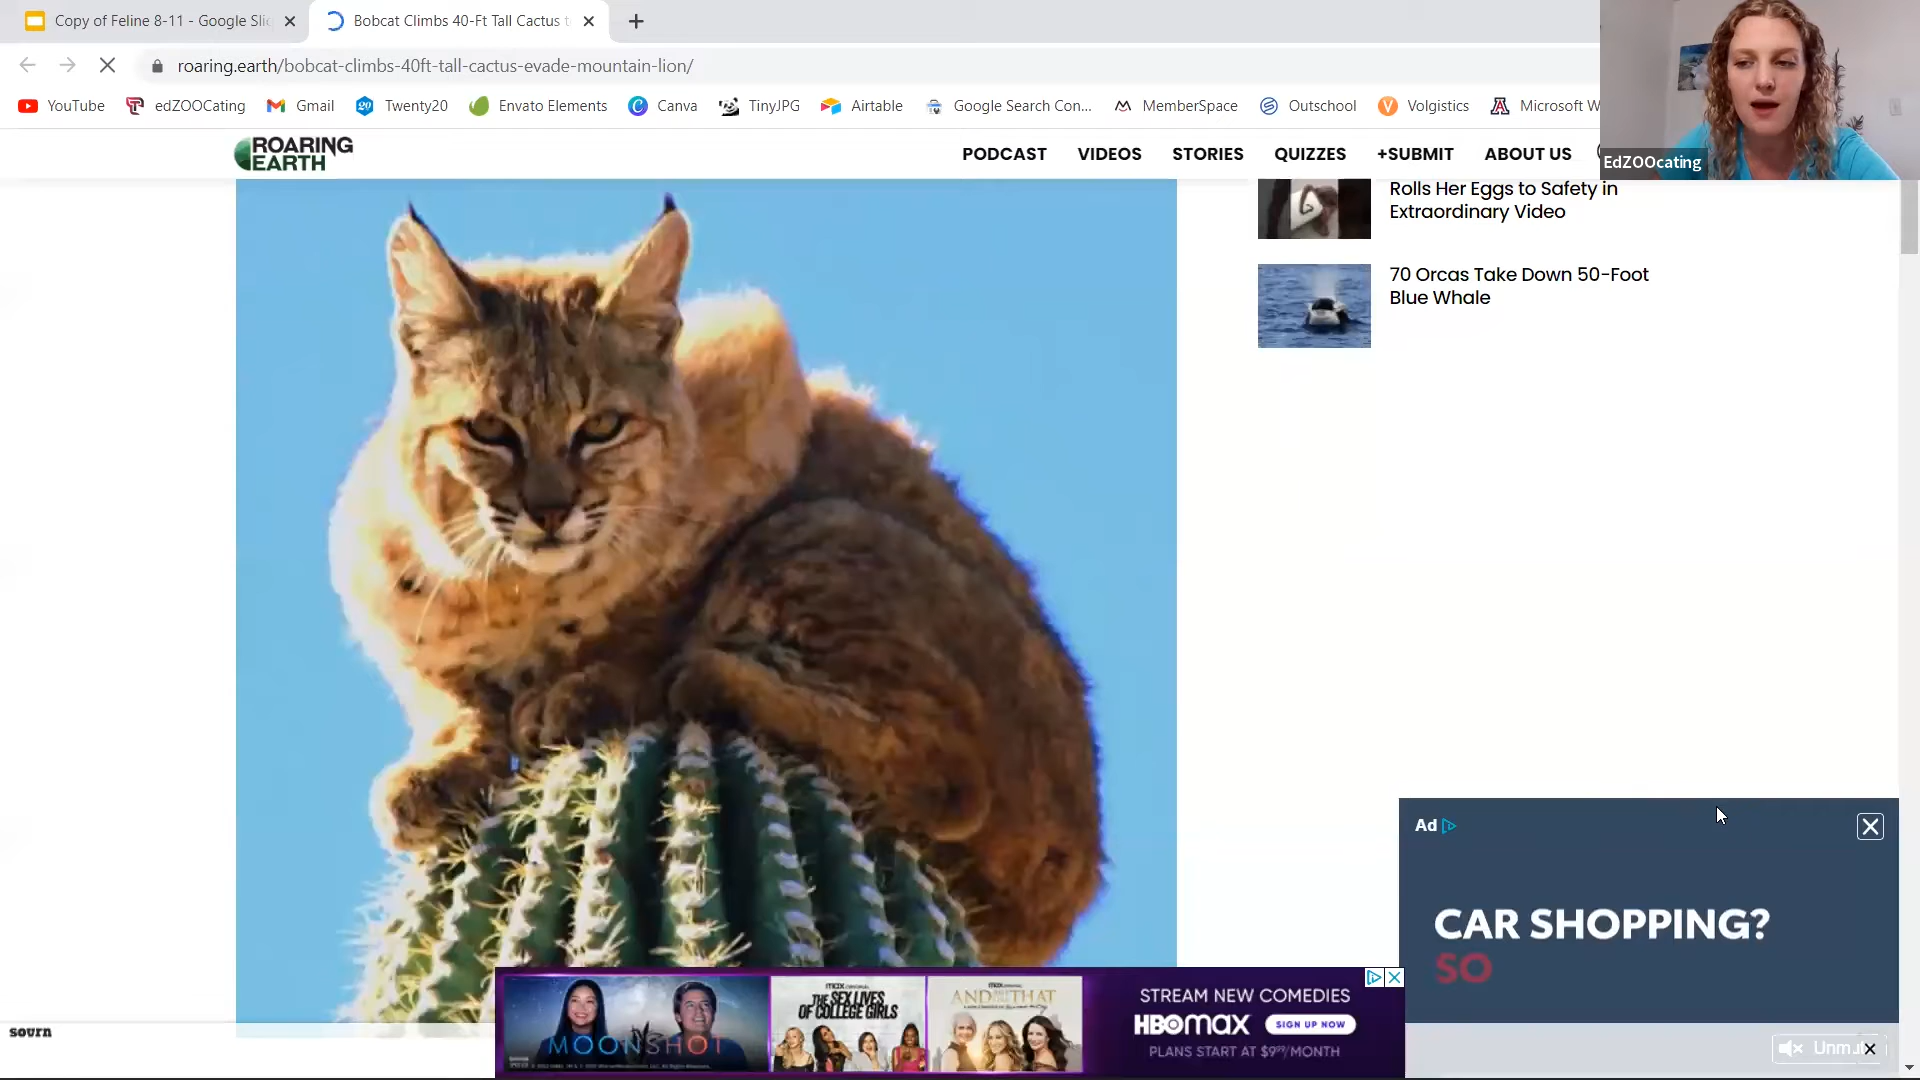 Copy of Feline 8-11 - Google Sli
Bobcat Climbs 40-Ft Tall Cactus t
roaring.earth/bobcat-climbs-40ft-tall-cactus-evade-mountain-lion/
YouTube
edZOOCating
Gmail
Twenty20
Envato Elements
Canva
TinyJPG
Airtable
Google Search Con...
MemberSpace
Outschool
Volgistics
Microsoft W
EdZOOcating
ROARING
EARTH
PODCAST
VIDEOS
STORIES
QUIZZES
+SUBMIT
ABOUT US
Rolls Her Eggs to Safety in
Extraordinary Video
70 Orcas Take Down 50-Foot
Blue Whale
Ad
CAR SHOPPING?
SO
sourn
MOONSHOT
max ORIGINAL
THE SEX LIVES
OF COLLEGE GIRLS
max ORIGINAL
AND THAT
STREAM NEW COMEDIES
HBOMAX
SIGN UP NOW
PLANS START AT $9.99/MONTH